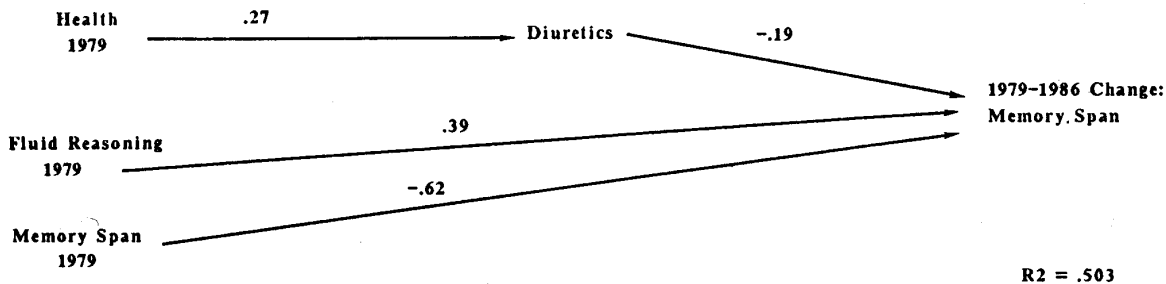 .27
Health
1979
Diuretics
-.19
1979-1986 Change:
Memory. Span
.39
Fluid Reasoning
1979
-.62
Memory Span
1979
R2 = .503